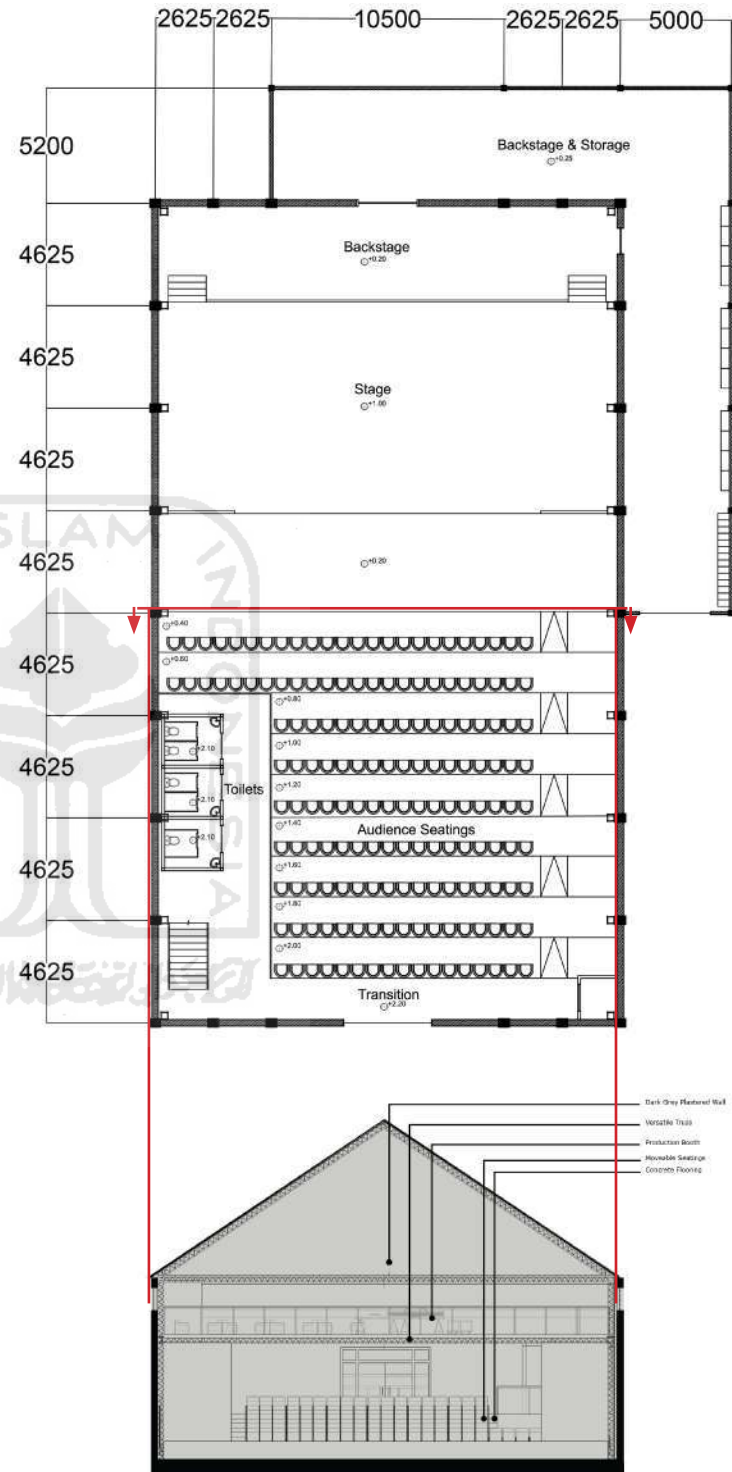 2625 2625 10500 2625 2625 5000
5200
Backstage & Storage
+0.25
4625
Backstage
+0.20
4625
Stage
+1.00
4625
4625
+0.20
ISLAM INDONESIA
+0.40
4625
+0.60
+0.80
4625
+2.10
+1.00
Toilets
+1.20
+2.10
4625
+1.40
Audience Seatings
+2.10
+1.60
+1.80
4625
+2.00
Transition
+2.20
Dark Grey Plastered Wall
Versatile Truss
Production Booth
Moveable Seatings
Concrete Flooring